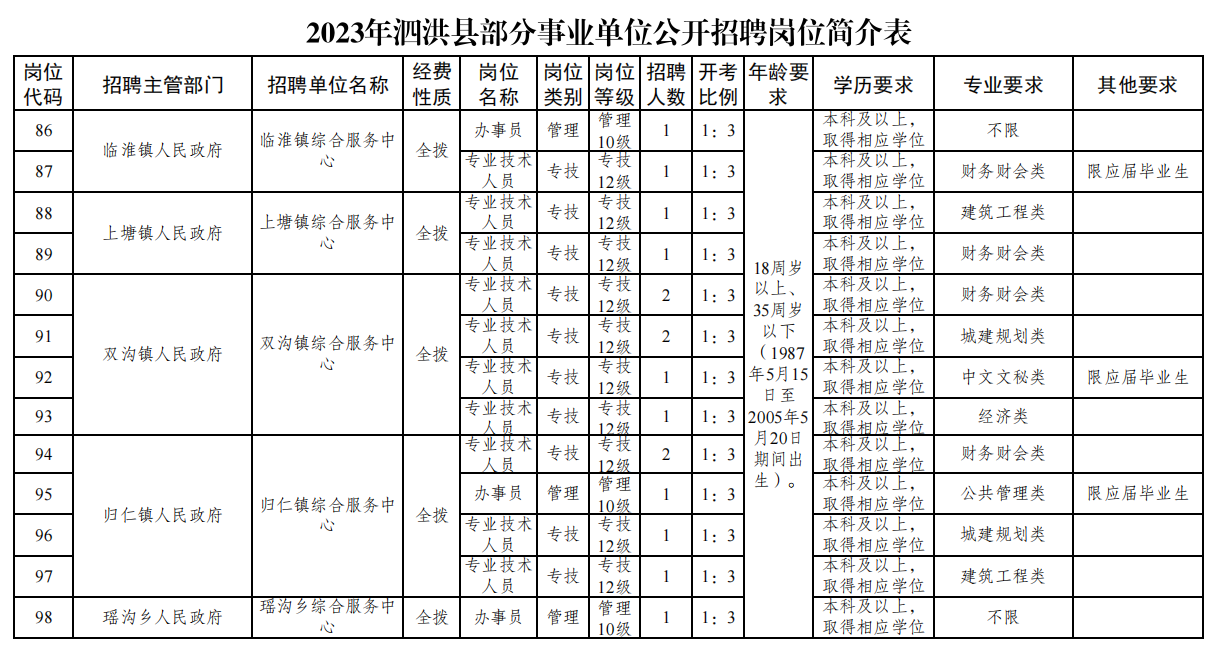 2023年泗洪县部分事业单位公开招聘岗位简介表
岗位代码 招聘主管部门 招聘单位名称 经费性质 岗位名称 岗位类别 岗位等级 招聘人数 开考比例 年龄要求 学历要求 专业要求 其他要求
86 临淮镇人民政府 临淮镇综合服务中心 全拨 办事员 管理 管理10级 1 1：3 18周岁以上、35周岁以下（1987年5月15日至2005年5月20日期间出生）。 本科及以上，取得相应学位 不限
87 专业技术人员 专技 专技12级 1 1：3 本科及以上，取得相应学位 财务财会类 限应届毕业生
88 上塘镇人民政府 上塘镇综合服务中心 全拨 专业技术人员 专技 专技12级 1 1：3 本科及以上，取得相应学位 建筑工程类
89 专业技术人员 专技 专技12级 1 1：3 本科及以上，取得相应学位 财务财会类
90 双沟镇人民政府 双沟镇综合服务中心 全拨 专业技术人员 专技 专技12级 2 1：3 本科及以上，取得相应学位 财务财会类
91 专业技术人员 专技 专技12级 2 1：3 本科及以上，取得相应学位 城建规划类
92 专业技术人员 专技 专技12级 1 1：3 本科及以上，取得相应学位 中文文秘类 限应届毕业生
93 专业技术人员 专技 专技12级 1 1：3 本科及以上，取得相应学位 经济类
94 归仁镇人民政府 归仁镇综合服务中心 全拨 专业技术人员 专技 专技12级 2 1：3 本科及以上，取得相应学位 财务财会类
95 办事员 管理 管理10级 1 1：3 本科及以上，取得相应学位 公共管理类 限应届毕业生
96 专业技术人员 专技 专技12级 1 1：3 本科及以上，取得相应学位 城建规划类
97 专业技术人员 专技 专技12级 1 1：3 本科及以上，取得相应学位 建筑工程类
98 瑶沟乡人民政府 瑶沟乡综合服务中心 全拨 办事员 管理 管理10级 1 1：3 本科及以上，取得相应学位 不限